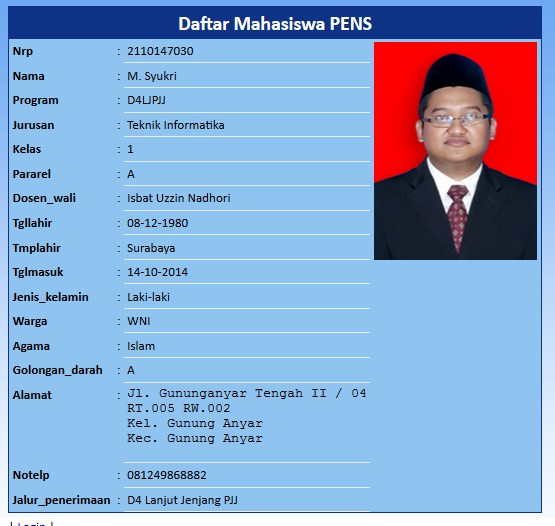 Daftar Mahasiswa PENS
Nrp : 2110147030
Nama : M. Syukri
Program : D4LJPJJ
Jurusan : Teknik Informatika
Kelas : 1
Pararel : A
Dosen_wali : Isbat Uzzin Nadhori
Tgllahir : 08-12-1980
Tmplahir : Surabaya
Tglmasuk : 14-10-2014
Jenis_kelamin : Laki-laki
Warga : WNI
Agama : Islam
Golongan_darah : A
Alamat : Jl. Gununganyar Tengah II / 04
RT.005 RW.002
Kel. Gunung Anyar
Kec. Gunung Anyar
Notelp : 081249868882
Jalur_penerimaan : D4 Lanjut Jenjang PJJ
| Login |